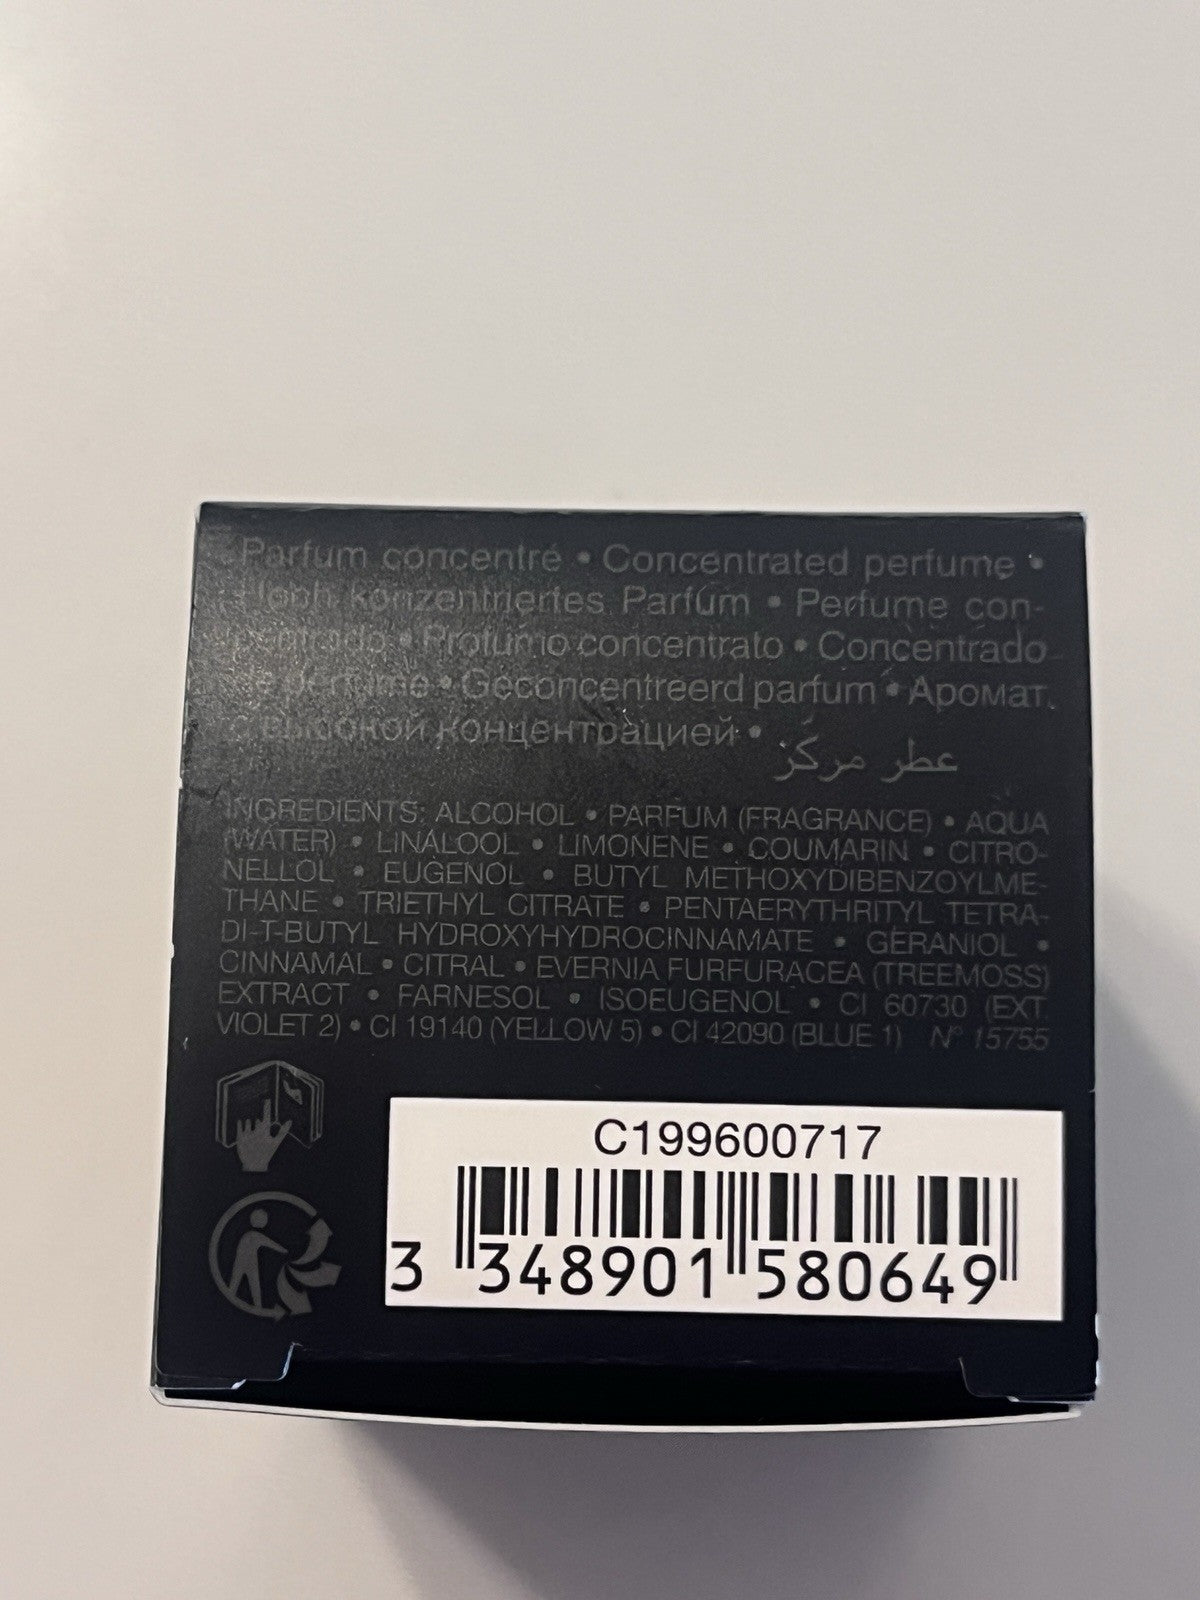 Parfum concentré • Concentrated perfume •
Hoch konzentriertes Parfüm • Perfume con-
centrado • Profumo concentrato • Concentrado
de perfume • Geconcentreerd parfum • Аромат
с высокой концентрацией •
عطر مركّز
INGREDIENTS: ALCOHOL • PARFUM (FRAGRANCE) • AQUA
(WATER) • LINALOOL • LIMONENE • COUMARIN • CITRO-
NELLOL • EUGENOL • BUTYL METHOXYDIBENZOYLME-
THANE • TRIETHYL CITRATE • PENTAERYTHRITYL TETRA-
DI-T-BUTYL HYDROXYHYDROCINNAMATE • GERANIOL •
CINNAMAL • CITRAL • EVERNIA FURFURACEA (TREEMOSS)
EXTRACT • FARNESOL • ISOEUGENOL • CI 60730 (EXT.
VIOLET 2) • CI 19140 (YELLOW 5) • CI 42090 (BLUE 1) N° 15755
C199600717
3 348901 580649